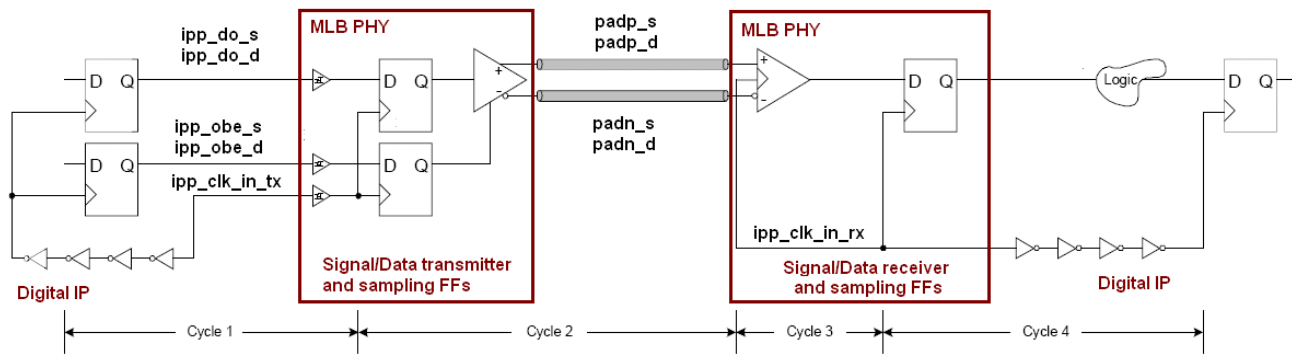 MLB PHY
ipp_do_s
ipp_do_d
D Q
D Q
+
-
ipp_obe_s
ipp_obe_d
D Q
D Q
ipp_clk_in_tx
Digital IP
Signal/Data transmitter
and sampling FFs
padp_s
padp_d
padn_s
padn_d
MLB PHY
+
-
D Q
ipp_clk_in_rx
Signal/Data receiver
and sampling FFs
Logic
D Q
Digital IP
Cycle 1
Cycle 2
Cycle 3
Cycle 4